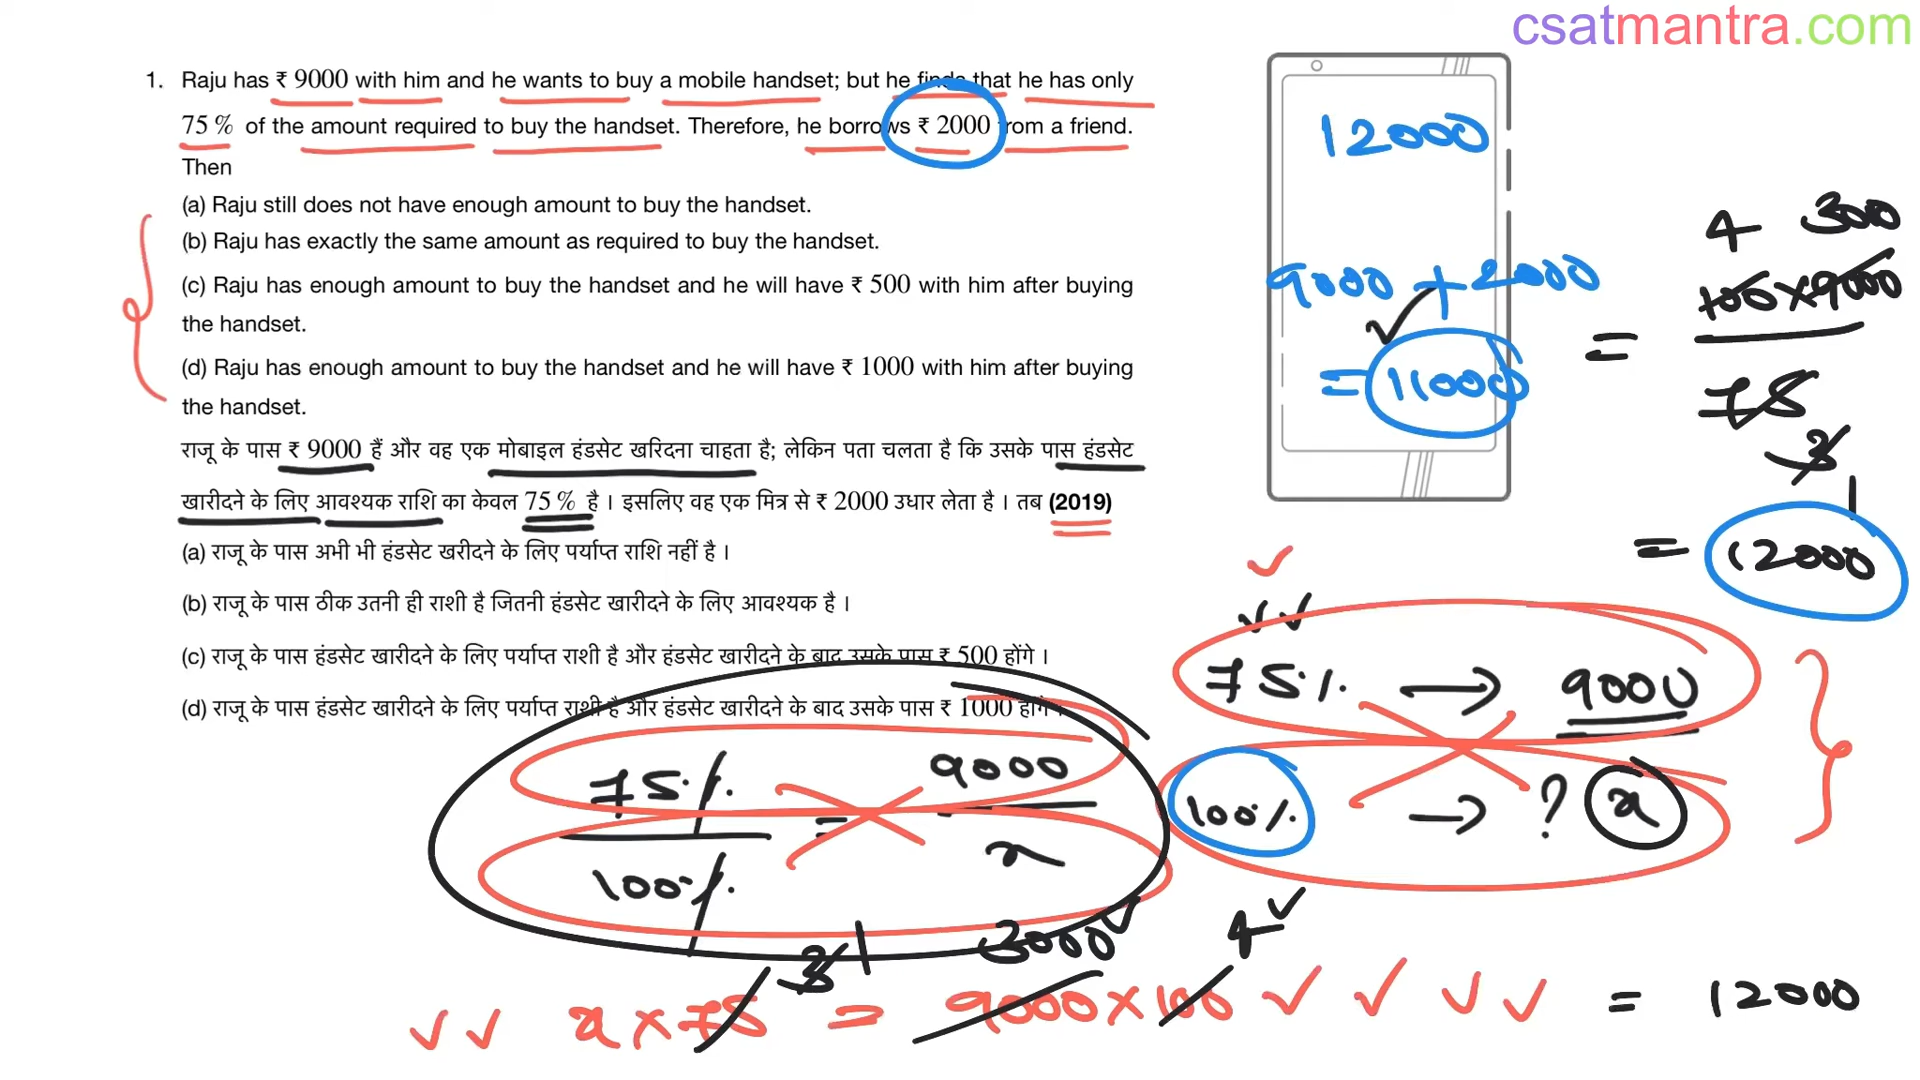 csatmantra.com
1. Raju has ₹ 9000 with him and he wants to buy a mobile handset; but he finds that he has only
75 % of the amount required to buy the handset. Therefore, he borrows ₹ 2000 from a friend.
Then
(a) Raju still does not have enough amount to buy the handset.
(b) Raju has exactly the same amount as required to buy the handset.
(c) Raju has enough amount to buy the handset and he will have ₹ 500 with him after buying
the handset.
(d) Raju has enough amount to buy the handset and he will have ₹ 1000 with him after buying
the handset.
राजू के पास ₹ 9000 हैं और वह एक मोबाइल हंडसेट खरिदना चाहता है; लेकिन पता चलता है कि उसके पास हंडसेट
खारीदने के लिए आवश्यक राशि का केवल 75 % है । इसलिए वह एक मित्र से ₹ 2000 उधार लेता है । तब (2019)
(a) राजू के पास अभी भी हंडसेट खरीदने के लिए पर्याप्त राशि नहीं है ।
(b) राजू के पास ठीक उतनी ही राशी है जितनी हंडसेट खारीदने के लिए आवश्यक है ।
(c) राजू के पास हंडसेट खारीदने के लिए पर्याप्त राशी है और हंडसेट खारीदने के बाद उसके पास ₹ 500 होंगे ।
(d) राजू के पास हंडसेट खारीदने के लिए पर्याप्त राशी है और हंडसेट खारीदने के बाद उसके पास ₹ 1000 होंगे ।
12000
9000 + 2000
= 11000
4 300
= 100 × 9000
75
3
1
= 12000
75% → 9000
100% → ? x
75% = 9000
100% x
3 1 3000 4
x × 75 = 9000 × 100 = 12000